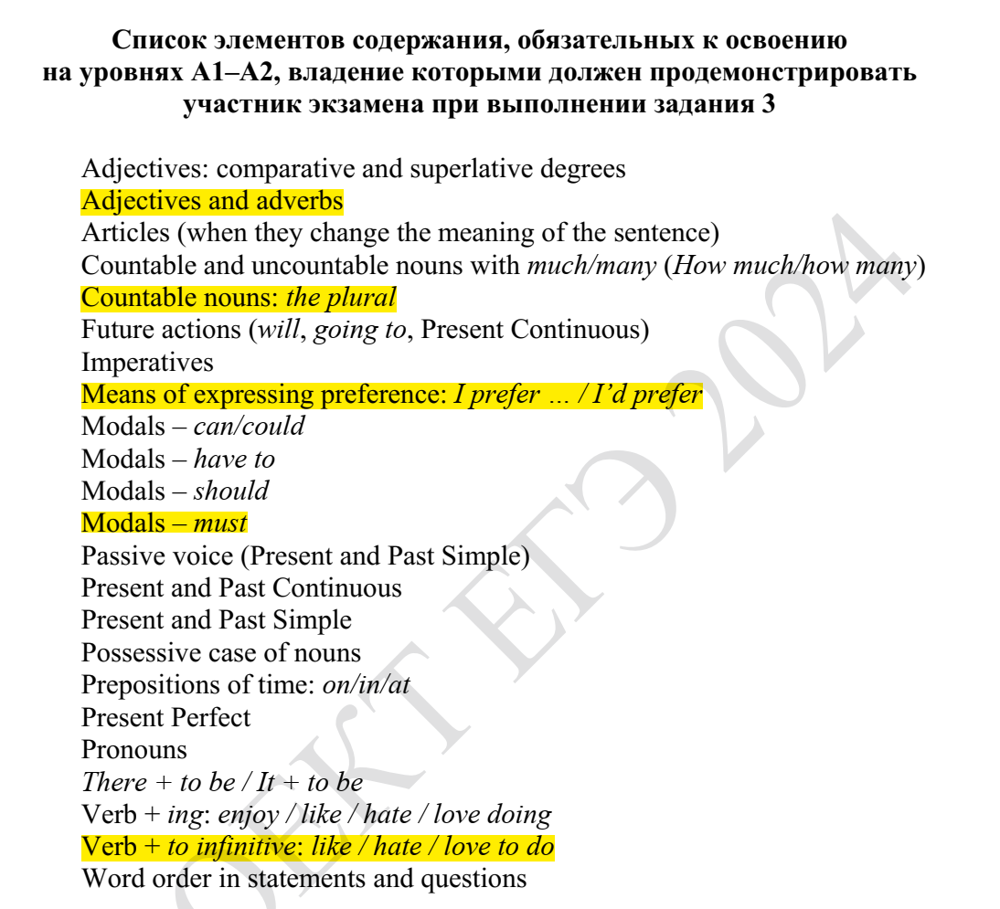 Список элементов содержания, обязательных к освоению
на уровнях А1–А2, владение которыми должен продемонстрировать
участник экзамена при выполнении задания 3
Adjectives: comparative and superlative degrees
Adjectives and adverbs
Articles (when they change the meaning of the sentence)
Countable and uncountable nouns with much/many (How much/how many)
Countable nouns: the plural
Future actions (will, going to, Present Continuous)
Imperatives
Means of expressing preference: I prefer … / I’d prefer
Modals – can/could
Modals – have to
Modals – should
Modals – must
Passive voice (Present and Past Simple)
Present and Past Continuous
Present and Past Simple
Possessive case of nouns
Prepositions of time: on/in/at
Present Perfect
Pronouns
There + to be / It + to be
Verb + ing: enjoy / like / hate / love doing
Verb + to infinitive: like / hate / love to do
Word order in statements and questions
ОЕКТ ЕГЭ 2024